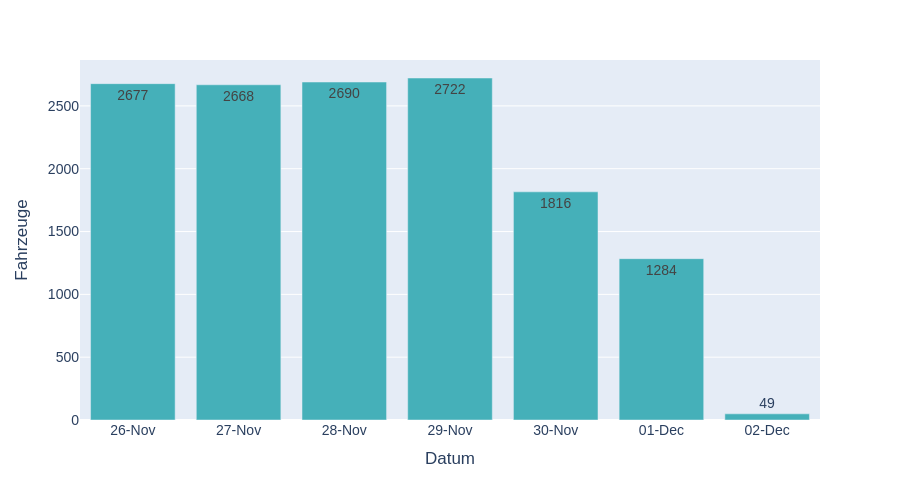 2677
2668
2690
2722
1816
1284
49
2500
2000
1500
1000
500
0
Fahrzeuge
26-Nov
27-Nov
28-Nov
29-Nov
30-Nov
01-Dec
02-Dec
Datum